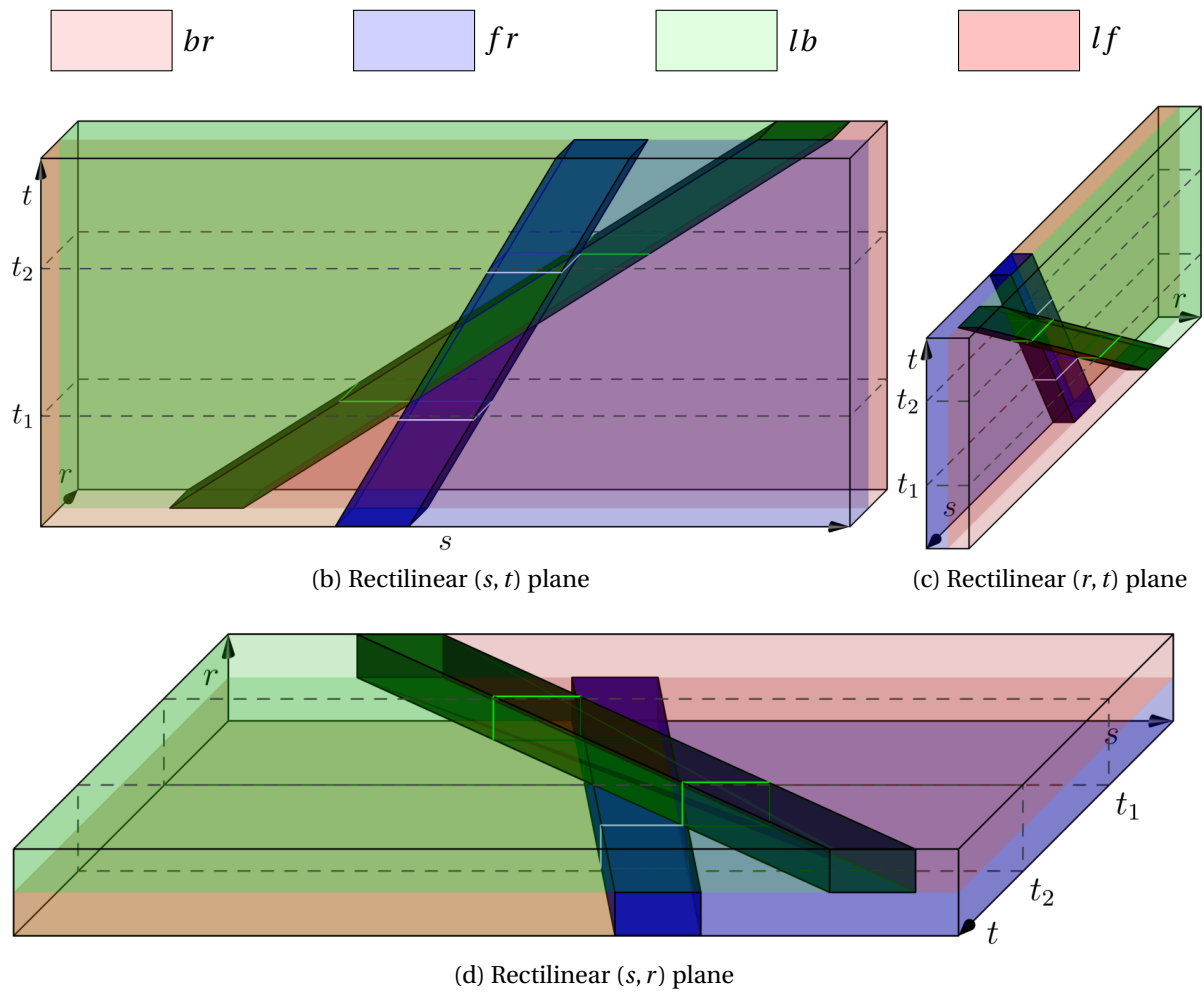 br fr lb lf
t
t₂
t₁
r
s
(b) Rectilinear (s, t) plane
r
t
t₂
t₁
s
(c) Rectilinear (r, t) plane
r
s
t₁
t₂
t
(d) Rectilinear (s, r) plane